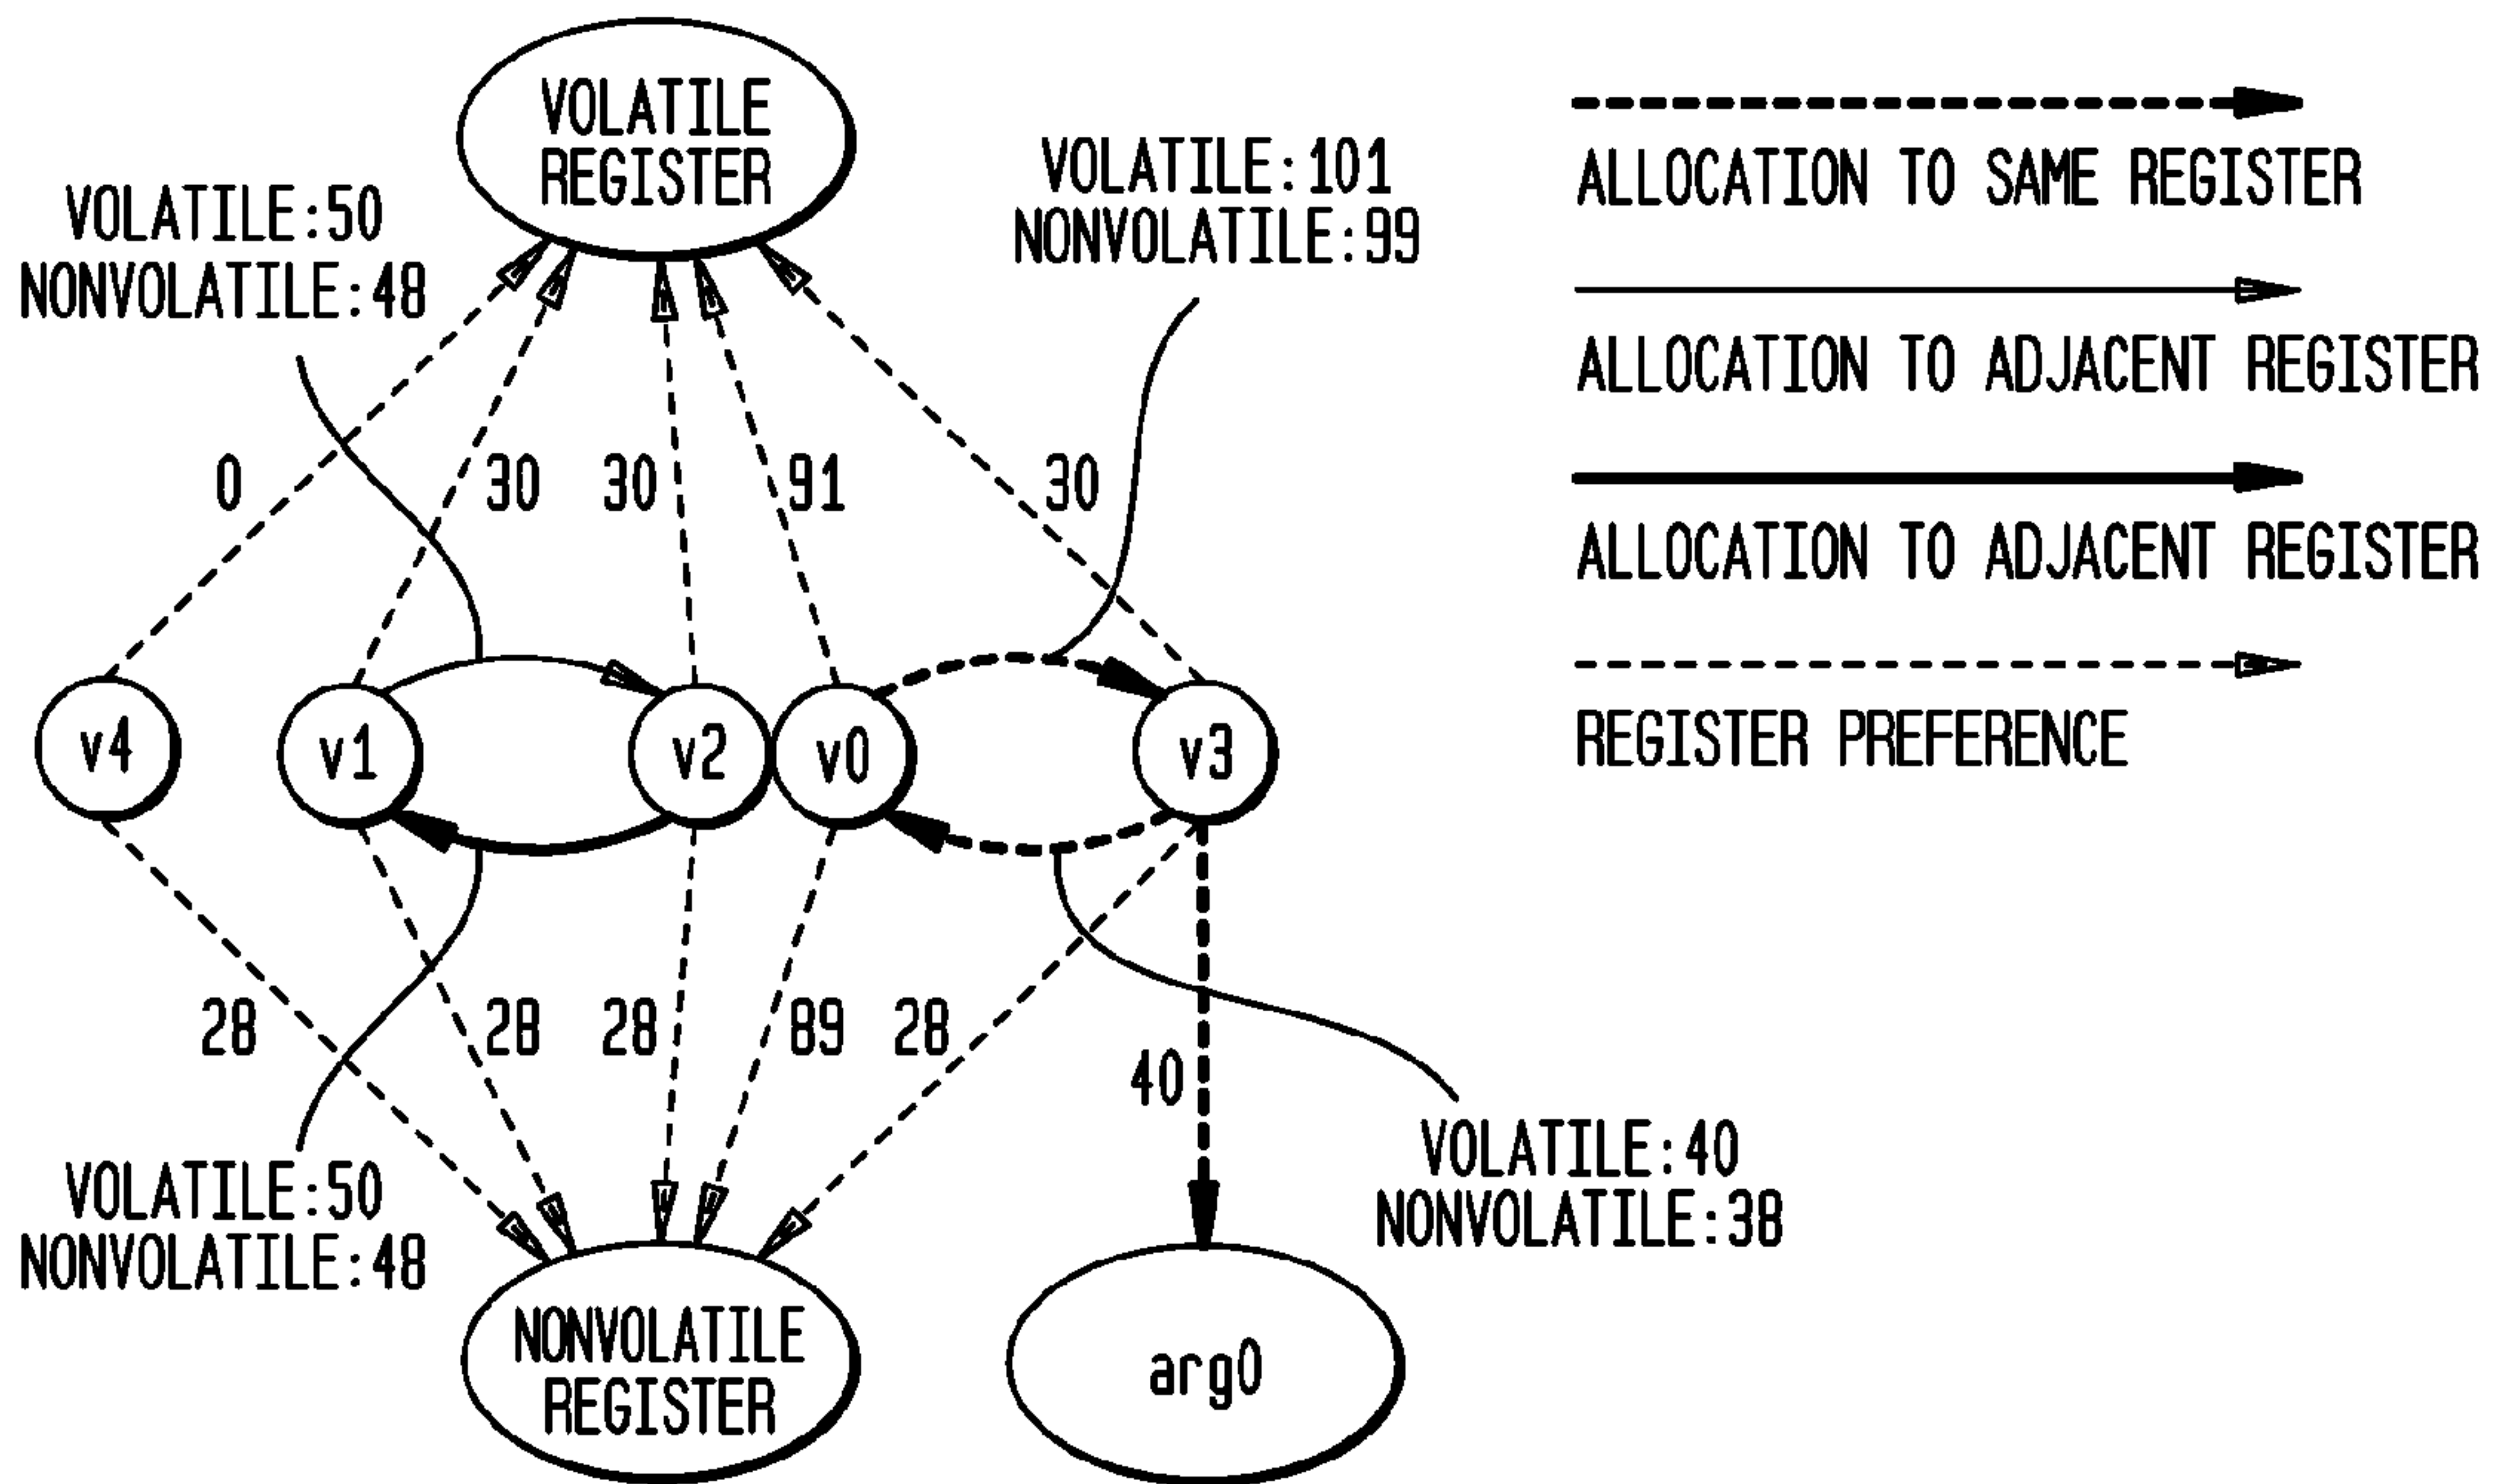 VOLATILE
REGISTER
VOLATILE:50
NONVOLATILE:48
VOLATILE:101
NONVOLATILE:99
ALLOCATION TO SAME REGISTER
ALLOCATION TO ADJACENT REGISTER
ALLOCATION TO ADJACENT REGISTER
REGISTER PREFERENCE
0
30
30
91
30
v4
v1
v2
v0
v3
28
28
28
89
28
40
VOLATILE:50
NONVOLATILE:48
VOLATILE:40
NONVOLATILE:38
NONVOLATILE
REGISTER
arg0